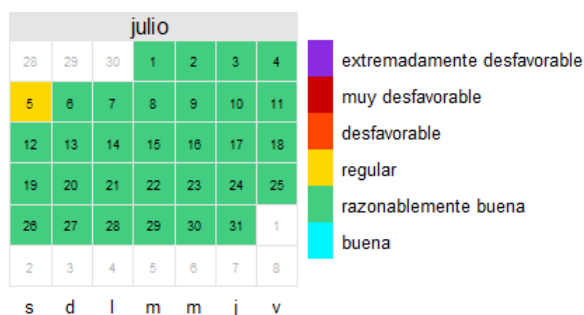 julio
28 29 30 1 2 3 4
5 6 7 8 9 10 11
12 13 14 15 16 17 18
19 20 21 22 23 24 25
26 27 28 29 30 31 1
2 3 4 5 6 7 8
s d l m m j v
extremadamente desfavorable
muy desfavorable
desfavorable
regular
razonablemente buena
buena